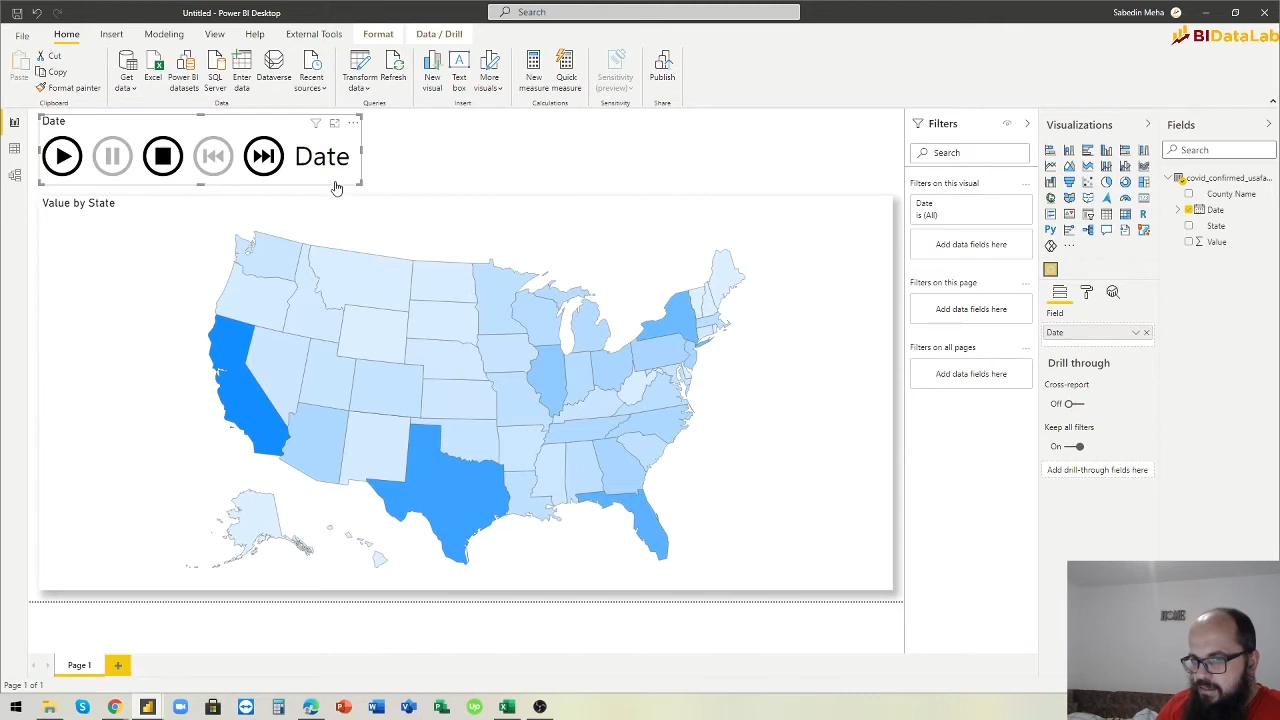 Untitled - Power BI Desktop
Search
Sabedin Meha
File
Home
Insert
Modeling
View
Help
External Tools
Format
Data / Drill
BIDataLab
Paste
Cut
Copy
Format painter
Clipboard
Get data
Excel
Power BI datasets
SQL Server
Enter data
Dataverse
Recent sources
Data
Transform data
Refresh
Queries
New visual
Text box
More visuals
Insert
New measure
Quick measure
Calculations
Sensitivity (preview)
Sensitivity
Publish
Share
Date
Date
Value by State
Filters
Search
Filters on this visual
Date
is (All)
Add data fields here
Filters on this page
Add data fields here
Filters on all pages
Add data fields here
Visualizations
R
Py
Field
Date
Drill through
Cross-report
Off
Keep all filters
On
Add drill-through fields here
Fields
Search
covid_confirmed_usafa...
County Name
Date
State
Value
HOME
Page 1
Page 1 of 1